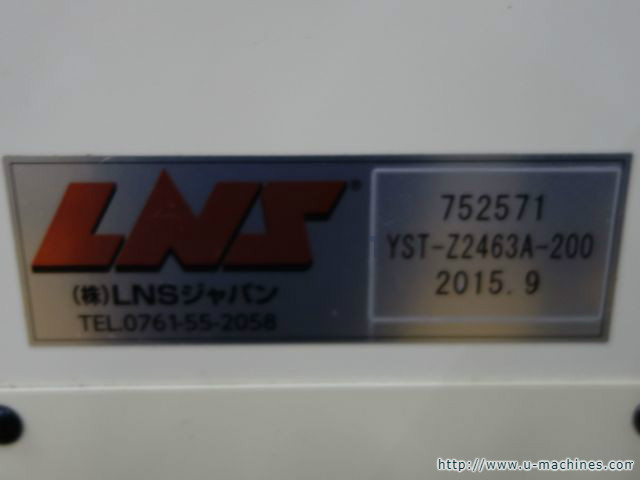 LNS®
(株)LNSジャパン
TEL.0761-55-2058
752571
YST-Z2463A-200
2015.9
http://www.u-machines.com